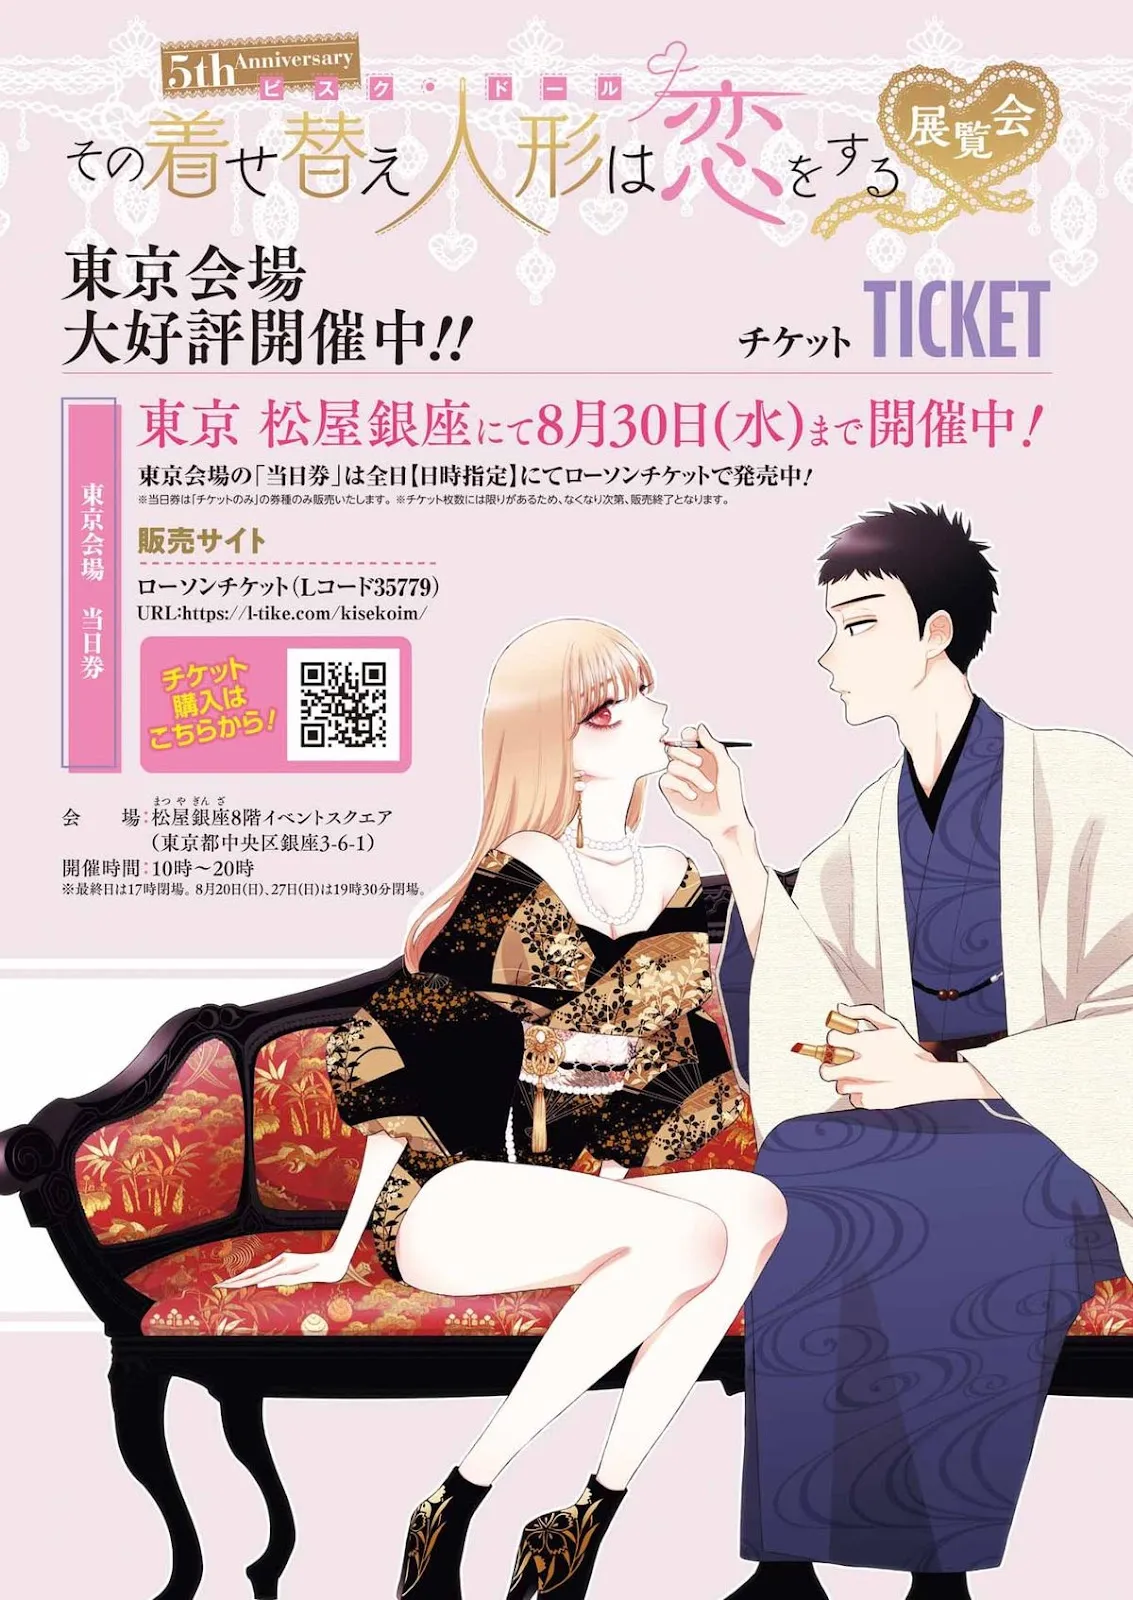 5th Anniversary
ビスク・ドール
その着せ替え人形は恋をする
展覧会
東京会場
大好評開催中!!
チケット TICKET
東京会場 当日券
東京 松屋銀座にて8月30日(水)まで開催中!
東京会場の「当日券」は全日【日時指定】にてローソンチケットで発売中!
※当日券は「チケットのみ」の券種のみ販売いたします。 ※チケット枚数には限りがあるため、なくなり次第、販売終了となります。
販売サイト
ローソンチケット(Lコード35779)
URL:https://l-tike.com/kisekoim/
チケット
購入は
こちらから!
まつやぎんざ
会 場:松屋銀座8階イベントスクエア
(東京都中央区銀座3-6-1)
開催時間:10時〜20時
※最終日は17時閉場。8月20日(日)、27日(日)は19時30分閉場。